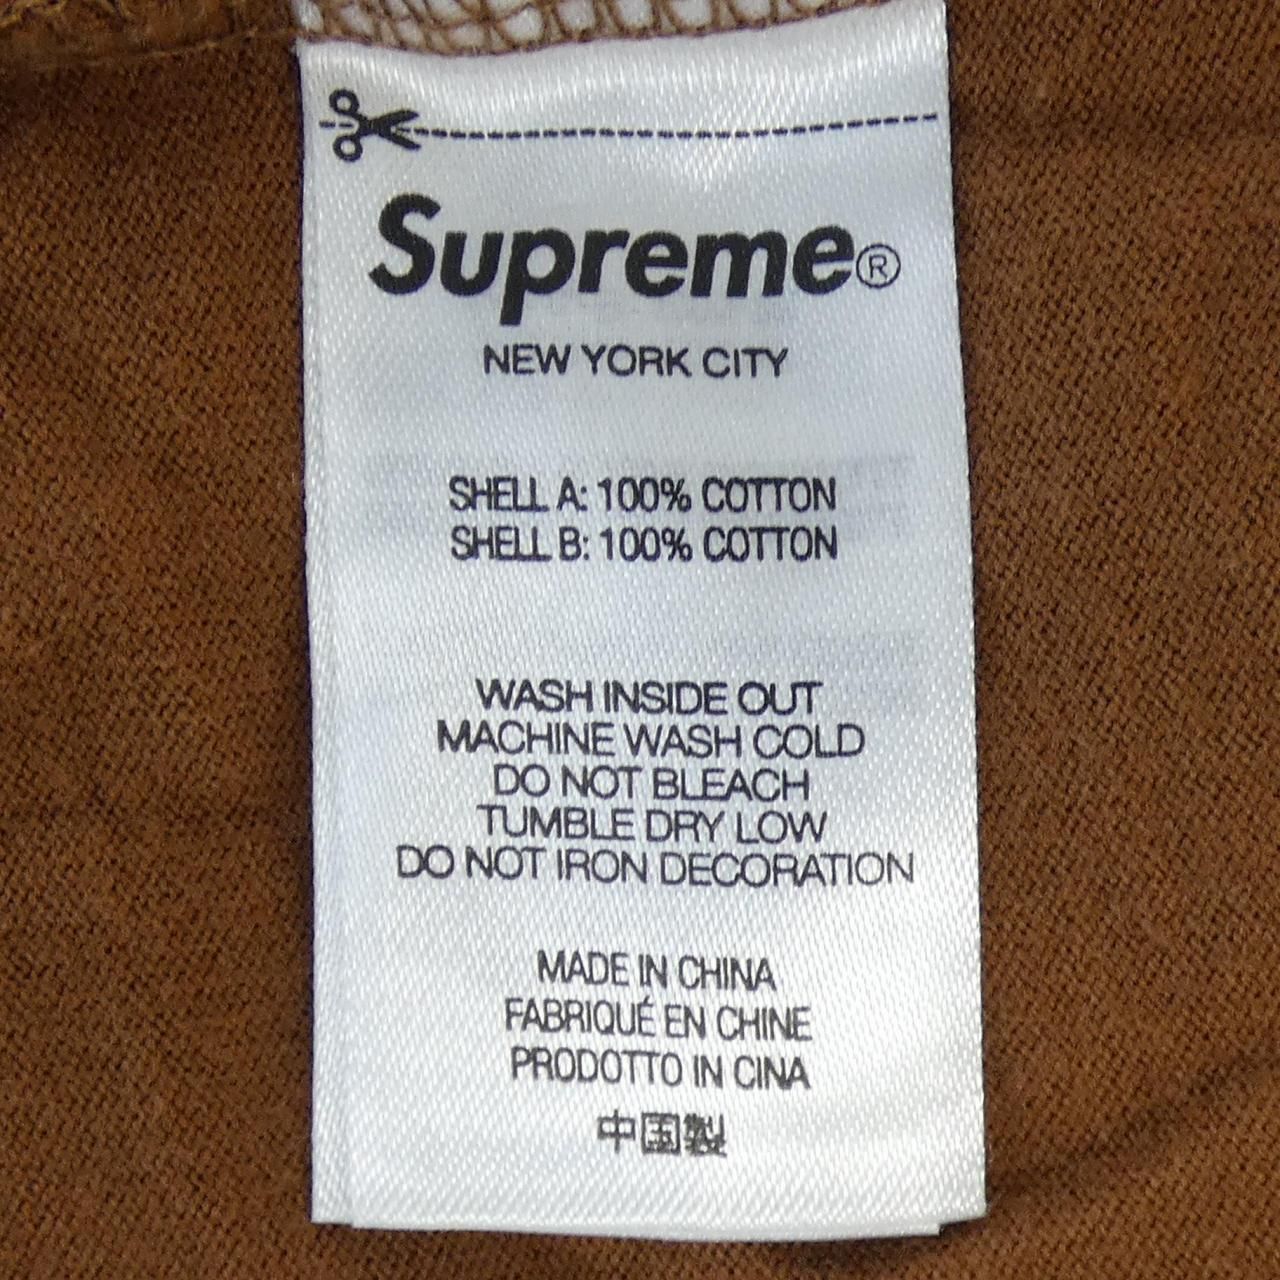 Supreme®
NEW YORK CITY
SHELL A: 100% COTTON
SHELL B: 100% COTTON
WASH INSIDE OUT
MACHINE WASH COLD
DO NOT BLEACH
TUMBLE DRY LOW
DO NOT IRON DECORATION
MADE IN CHINA
FABRIQUÉ EN CHINE
PRODOTTO IN CINA
中国製